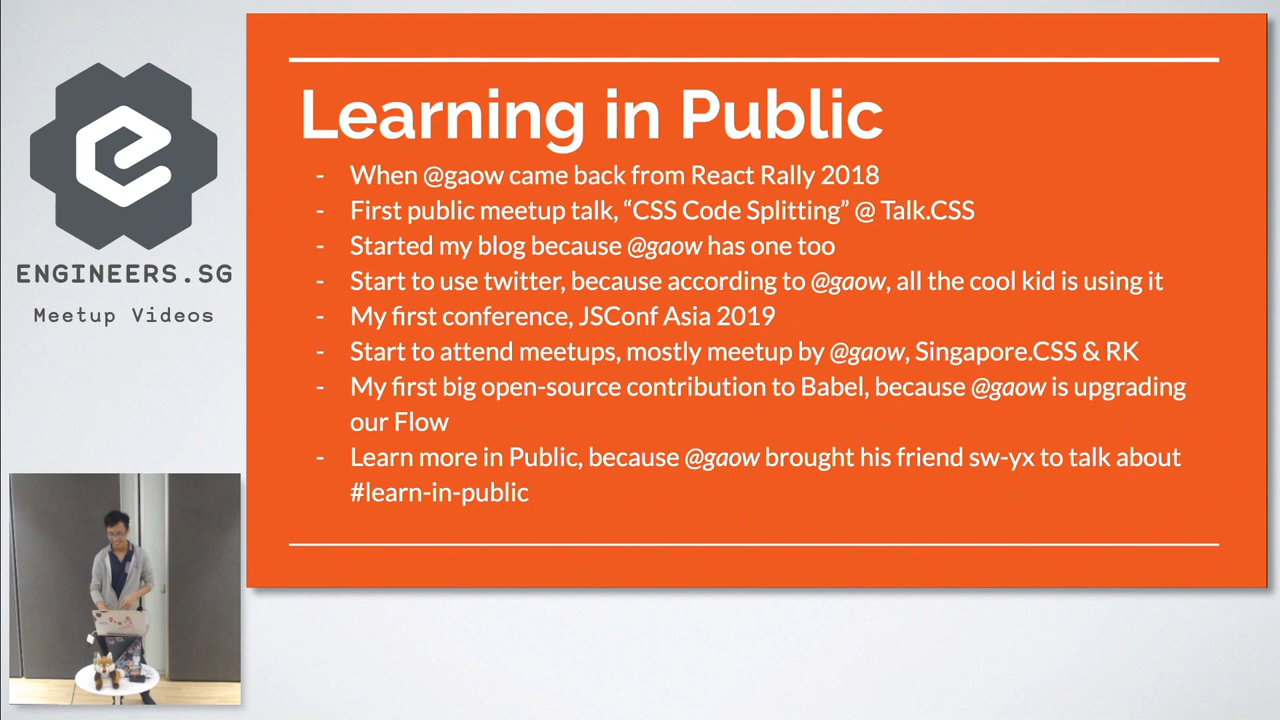 ENGINEERS.SG
Meetup Videos
Learning in Public
- When @gaow came back from React Rally 2018
- First public meetup talk, “CSS Code Splitting” @ Talk.CSS
- Started my blog because @gaow has one too
- Start to use twitter, because according to @gaow, all the cool kid is using it
- My first conference, JSConf Asia 2019
- Start to attend meetups, mostly meetup by @gaow, Singapore.CSS & RK
- My first big open-source contribution to Babel, because @gaow is upgrading
our Flow
- Learn more in Public, because @gaow brought his friend sw-yx to talk about
#learn-in-public